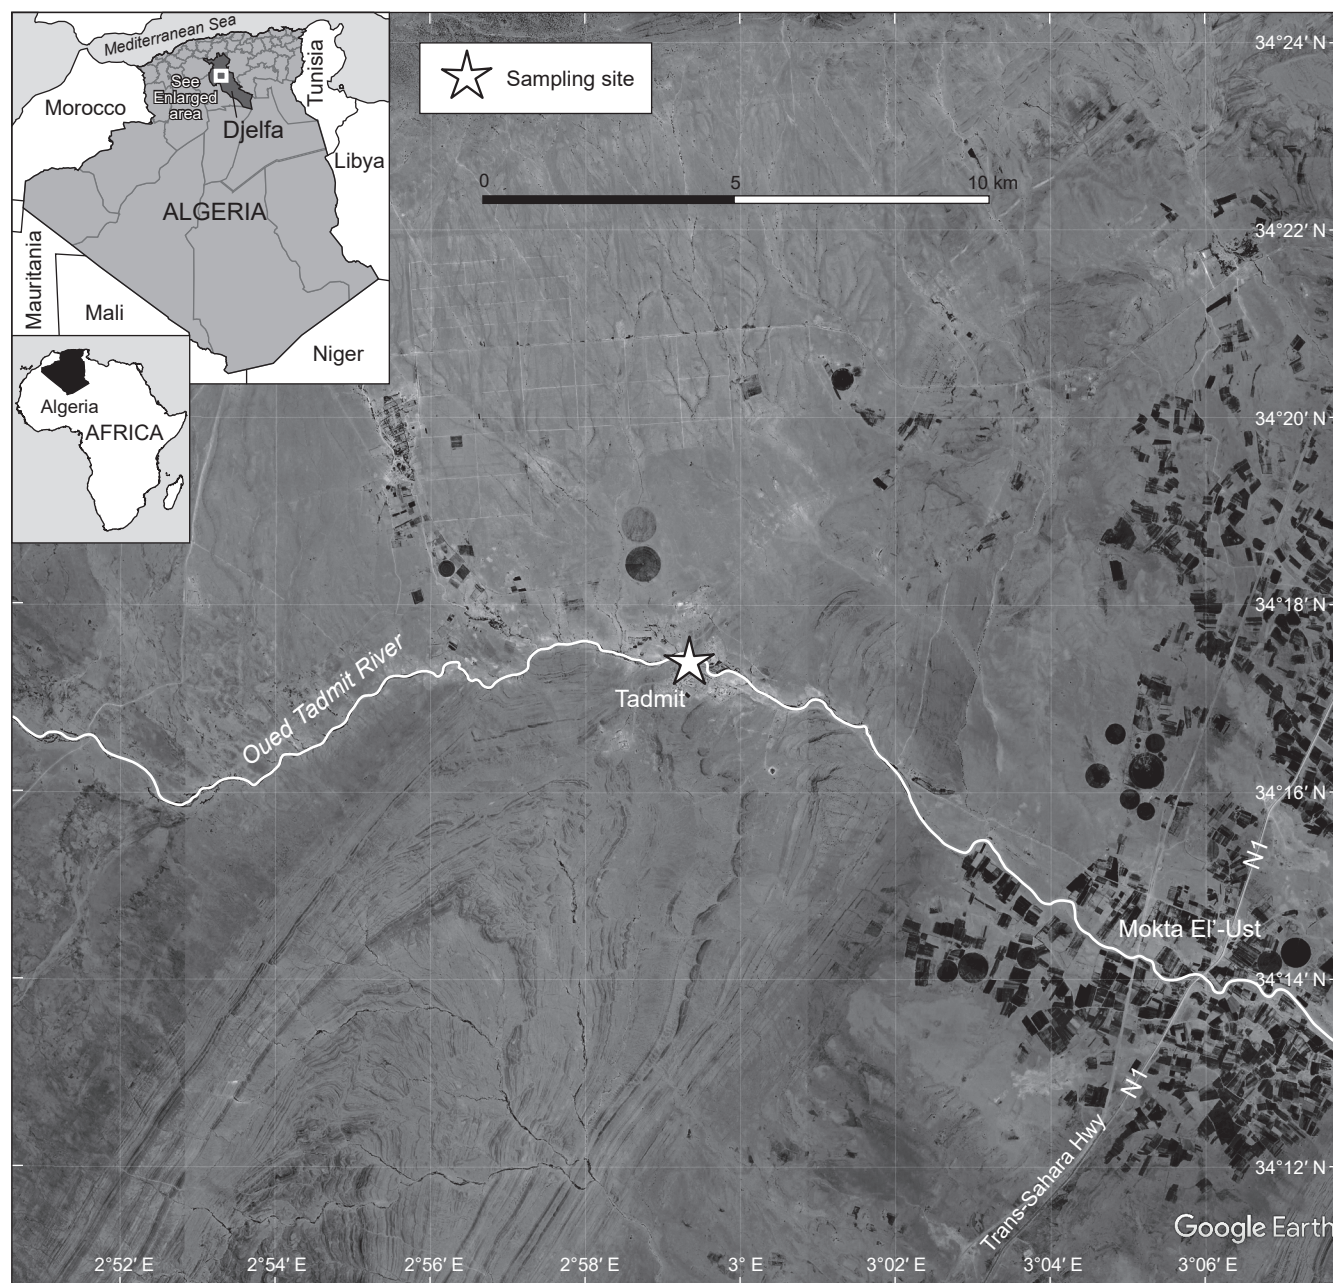 Mediterranean Sea
Tunisia
Morocco
See
Enlarged
area
Djelfa
Libya
ALGERIA
Mauritania
Mali
Niger
Algeria
AFRICA
Sampling site
0 5 10 km
34°24′ N
34°22′ N
34°20′ N
34°18′ N
Oued Tadmit River
Tadmit
34°16′ N
N1
Mokta El’-Ust
34°14′ N
N1
Trans-Sahara Hwy
34°12′ N
Google Earth
2°52′ E 2°54′ E 2°56′ E 2°58′ E 3° E 3°02′ E 3°04′ E 3°06′ E